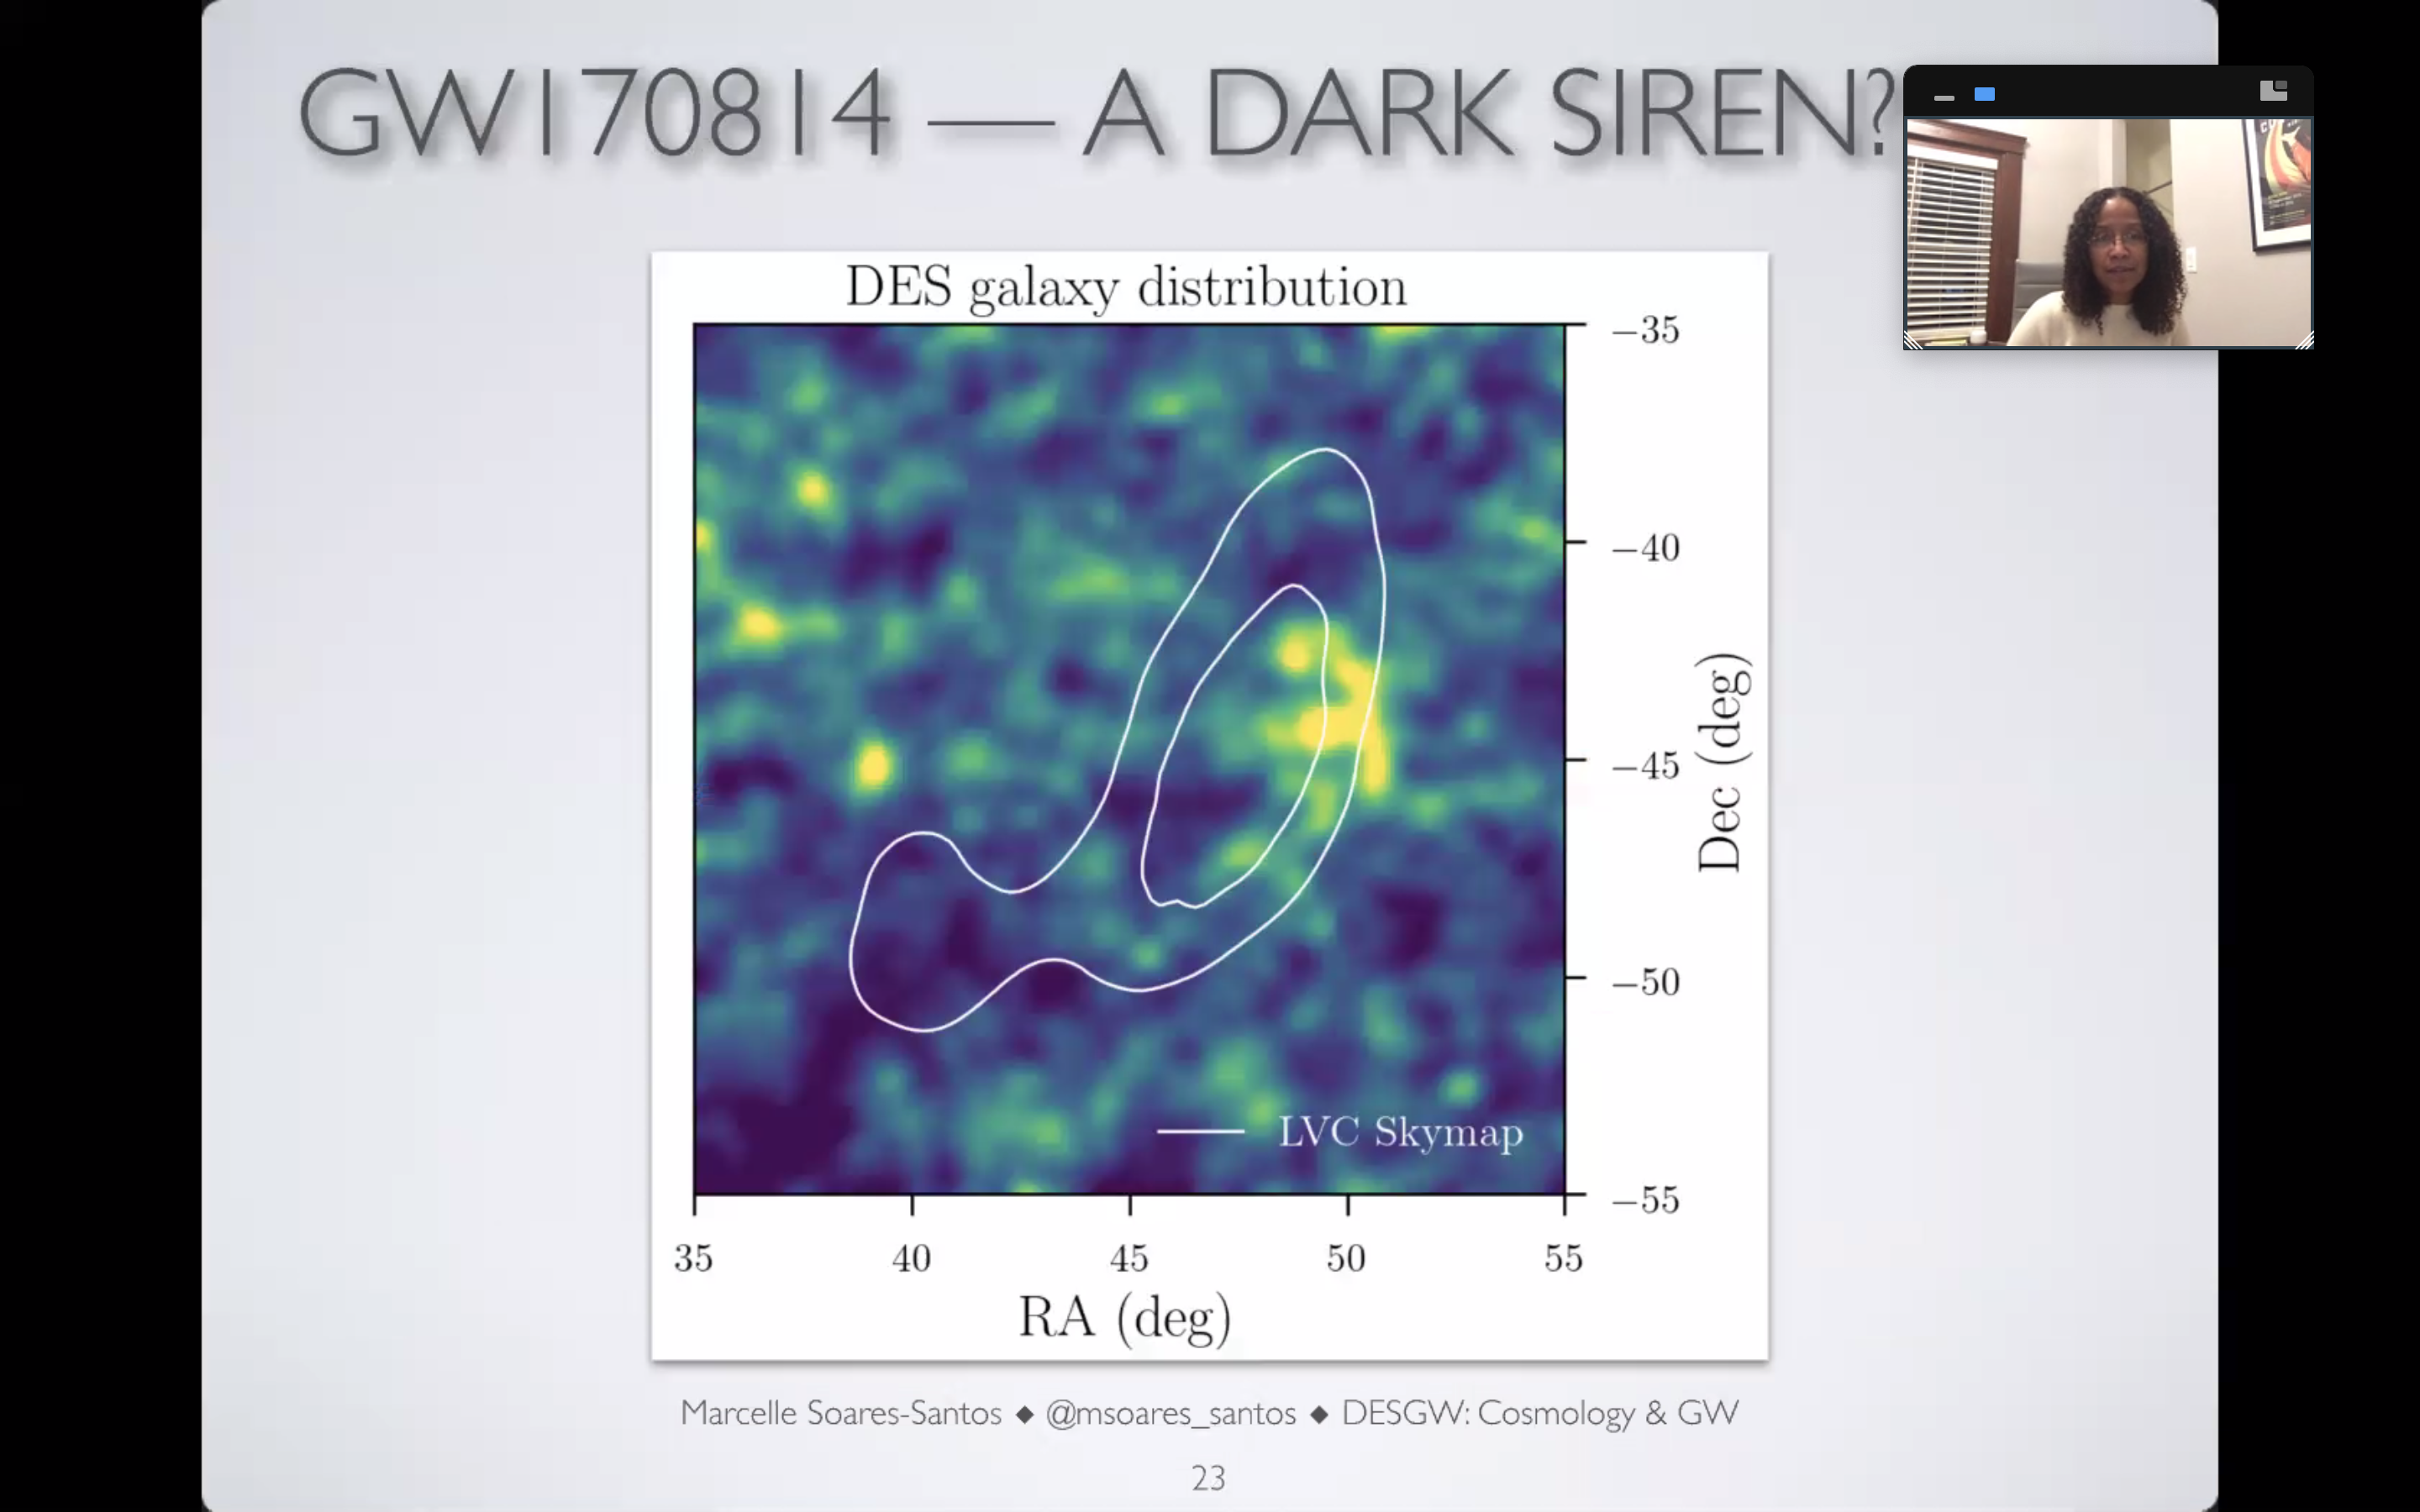 GW170814 — A DARK SIREN?
DES galaxy distribution
−35
−40
−45
−50
−55
Dec (deg)
LVC Skymap
35 40 45 50 55
RA (deg)
Marcelle Soares-Santos ◆ @msoares_santos ◆ DESGW: Cosmology & GW
23